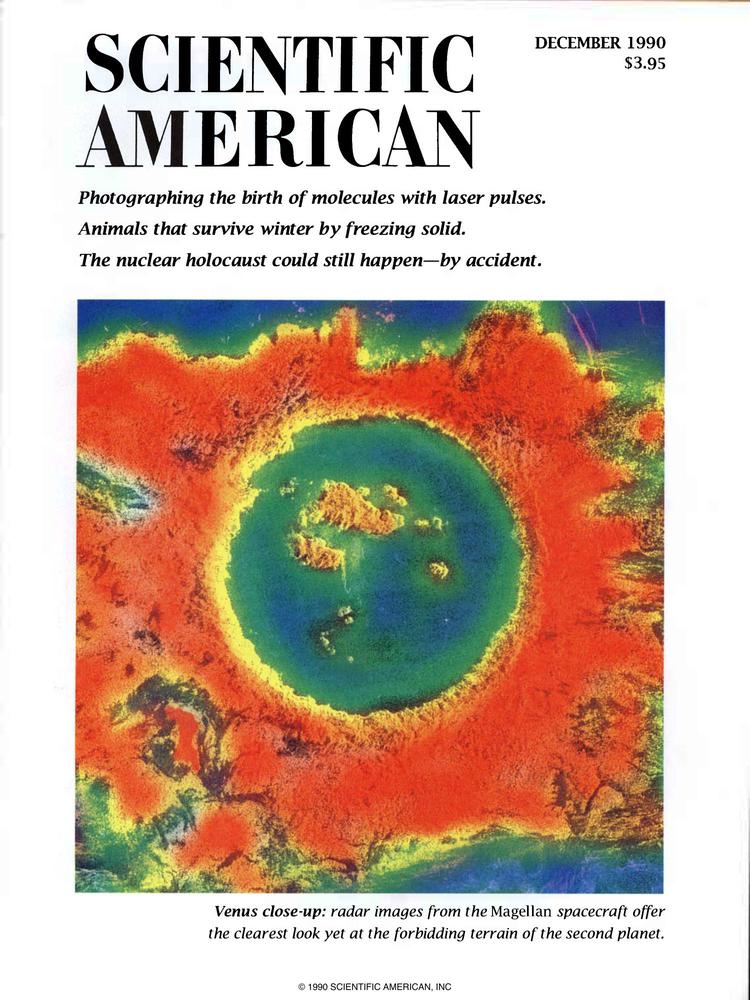 SCIENTIFIC
AMERICAN
DECEMBER 1990
$3.95
Photographing the birth of molecules with laser pulses.
Animals that survive winter by freezing solid.
The nuclear holocaust could still happen—by accident.
Venus close-up: radar images from the Magellan spacecraft offer
the clearest look yet at the forbidding terrain of the second planet.
© 1990 SCIENTIFIC AMERICAN, INC